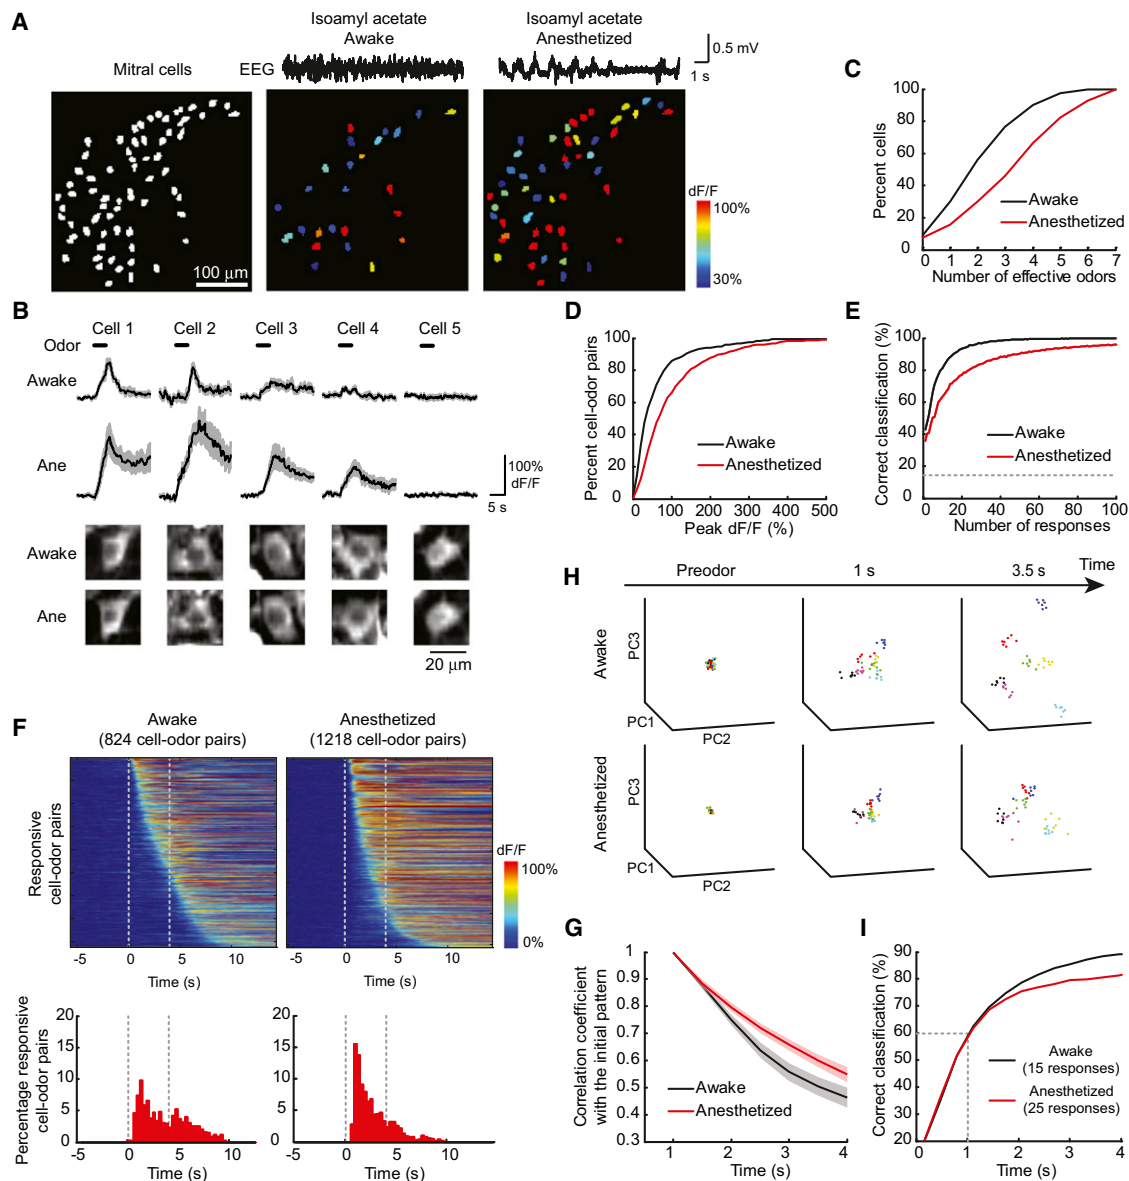 A
Isoamyl acetate
Awake
Isoamyl acetate
Anesthetized
Mitral cells
EEG
0.5 mV
1 s
100 μm
dF/F
100%
30%
B
Cell 1 Cell 2 Cell 3 Cell 4 Cell 5
Odor
Awake
Ane
100%
dF/F
5 s
Awake
Ane
20 μm
C
Percent cells
100
80
60
40
20
0
0 1 2 3 4 5 6 7
Number of effective odors
Awake
Anesthetized
D
Percent cell-odor pairs
100
80
60
40
20
0
0 100 200 300 400 500
Peak dF/F (%)
Awake
Anesthetized
E
Correct classification (%)
100
80
60
40
20
0
0 20 40 60 80 100
Number of responses
Awake
Anesthetized
F
Awake
(824 cell-odor pairs)
Anesthetized
(1218 cell-odor pairs)
Responsive
cell-odor pairs
dF/F
100%
0%
-5 0 5 10
Time (s)
-5 0 5 10
Time (s)
Percentage responsive
cell-odor pairs
20
15
10
5
0
-5 0 5 10
Time (s)
20
15
10
5
0
-5 0 5 10
Time (s)
H
Preodor 1 s 3.5 s Time
Awake
PC3
PC1
PC2
Anesthetized
PC3
PC1
PC2
G
Correlation coefficient
with the initial pattern
1
0.9
0.8
0.7
0.6
0.5
0.4
0.3
1 2 3 4
Time (s)
Awake
Anesthetized
I
Correct classification (%)
90
80
70
60
50
40
30
20
0 1 2 3 4
Time (s)
Awake
(15 responses)
Anesthetized
(25 responses)